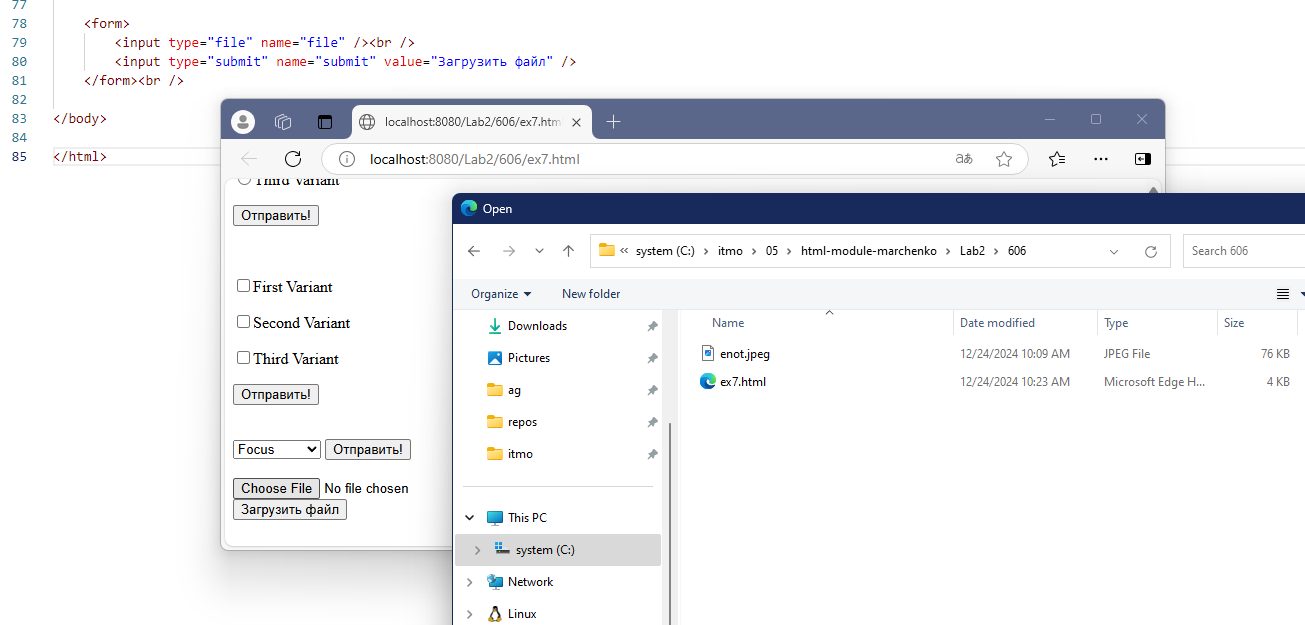 77
78 <form>
79 <input type="file" name="file" /><br />
80 <input type="submit" name="submit" value="Загрузить файл" />
81 </form><br />
82
83 </body>
84
85 </html>
localhost:8080/Lab2/606/ex7.htm
localhost:8080/Lab2/606/ex7.html
Third Variant
Отправить!
First Variant
Second Variant
Third Variant
Отправить!
Focus Отправить!
Choose File No file chosen
Загрузить файл
Open
« system (C:) › itmo › 05 › html-module-marchenko › Lab2 › 606
Search 606
Organize New folder
Downloads
Pictures
ag
repos
itmo
This PC
system (C:)
Network
Linux
Name Date modified Type Size
enot.jpeg 12/24/2024 10:09 AM JPEG File 76 KB
ex7.html 12/24/2024 10:23 AM Microsoft Edge H... 4 KB